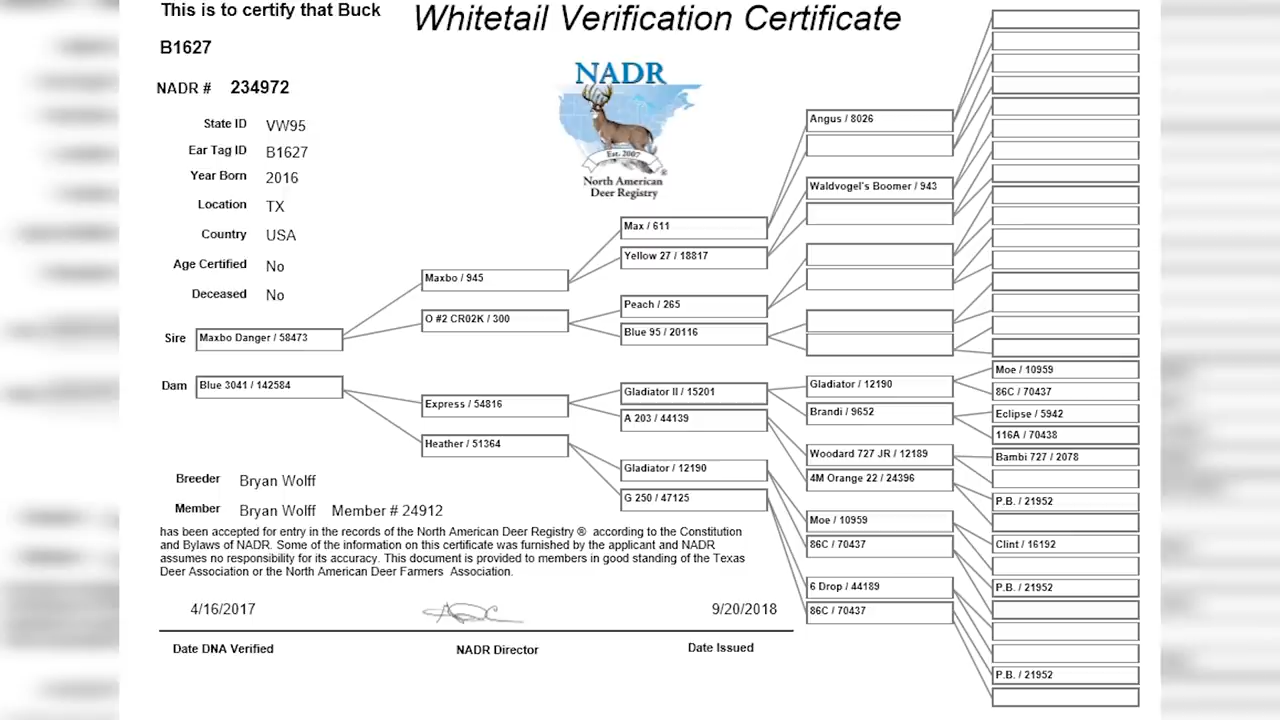 This is to certify that Buck
Whitetail Verification Certificate
B1627
NADR # 234972
NADR
Est. 2007
®
North American
Deer Registry
State ID VW95
Ear Tag ID B1627
Year Born 2016
Location TX
Country USA
Age Certified No
Deceased No
Sire Maxbo Danger / 58473
Dam Blue 3041 / 142584
Maxbo / 945
O #2 CR02K / 300
Express / 54816
Heather / 51364
Max / 611
Yellow 27 / 18817
Peach / 265
Blue 95 / 20116
Gladiator II / 15201
A 203 / 44139
Gladiator / 12190
G 250 / 47125
Angus / 8026
Waldvogel's Boomer / 943
Gladiator / 12190
Brandi / 9652
Woodard 727 JR / 12189
4M Orange 22 / 24396
Moe / 10959
86C / 70437
6 Drop / 44189
86C / 70437
Moe / 10959
86C / 70437
Eclipse / 5942
116A / 70438
Bambi 727 / 2078
P.B. / 21952
Clint / 16192
P.B. / 21952
P.B. / 21952
Breeder Bryan Wolff
Member Bryan Wolff Member # 24912
has been accepted for entry in the records of the North American Deer Registry ® according to the Constitution
and Bylaws of NADR. Some of the information on this certificate was furnished by the applicant and NADR
assumes no responsibility for its accuracy. This document is provided to members in good standing of the Texas
Deer Association or the North American Deer Farmers Association.
4/16/2017 9/20/2018
Date DNA Verified NADR Director Date Issued